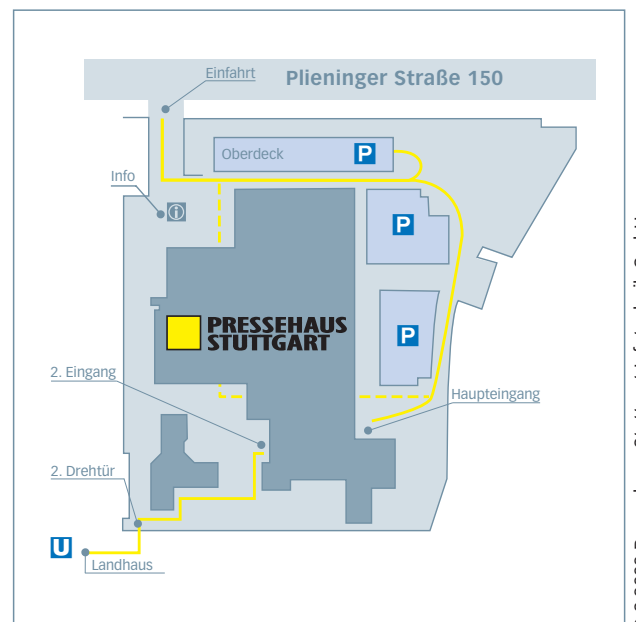 Einfahrt
Plieninger Straße 150
Oberdeck
P
Info
i
P
PRESSEHAUS
STUTTGART
P
2. Eingang
Haupteingang
2. Drehtür
U
Landhaus